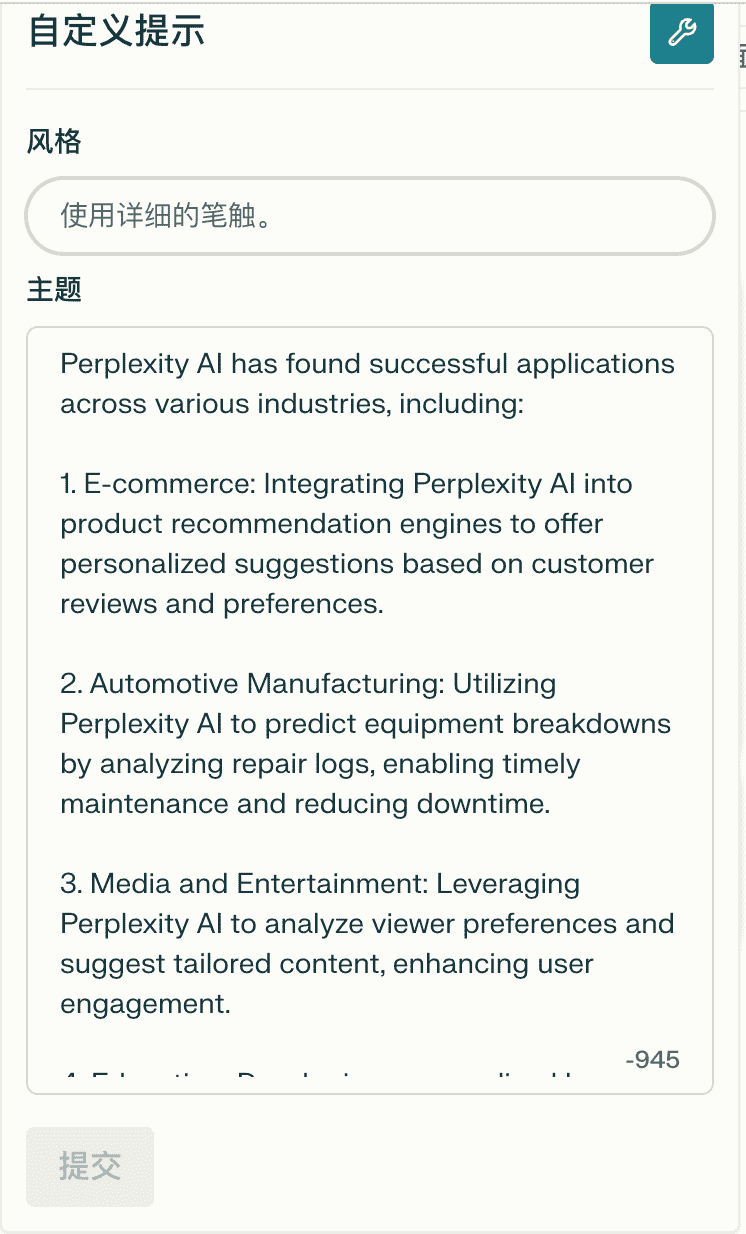 自定义提示
风格
使用详细的笔触。
主题
Perplexity AI has found successful applications
across various industries, including:
1. E-commerce: Integrating Perplexity AI into
product recommendation engines to offer
personalized suggestions based on customer
reviews and preferences.
2. Automotive Manufacturing: Utilizing
Perplexity AI to predict equipment breakdowns
by analyzing repair logs, enabling timely
maintenance and reducing downtime.
3. Media and Entertainment: Leveraging
Perplexity AI to analyze viewer preferences and
suggest tailored content, enhancing user
engagement.
-945
提交